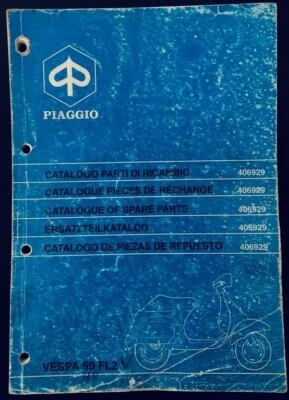 PIAGGIO
CATALOGO PARTI DI RICAMBIO 406929
CATALOGUE PIECES DE RECHANGE 406929
CATALOGUE OF SPARE PARTS 406929
ERSATZTEILKATALOG 406929
CATALOGO DE PIEZAS DE REPUESTO 406929
VESPA 50 FL2